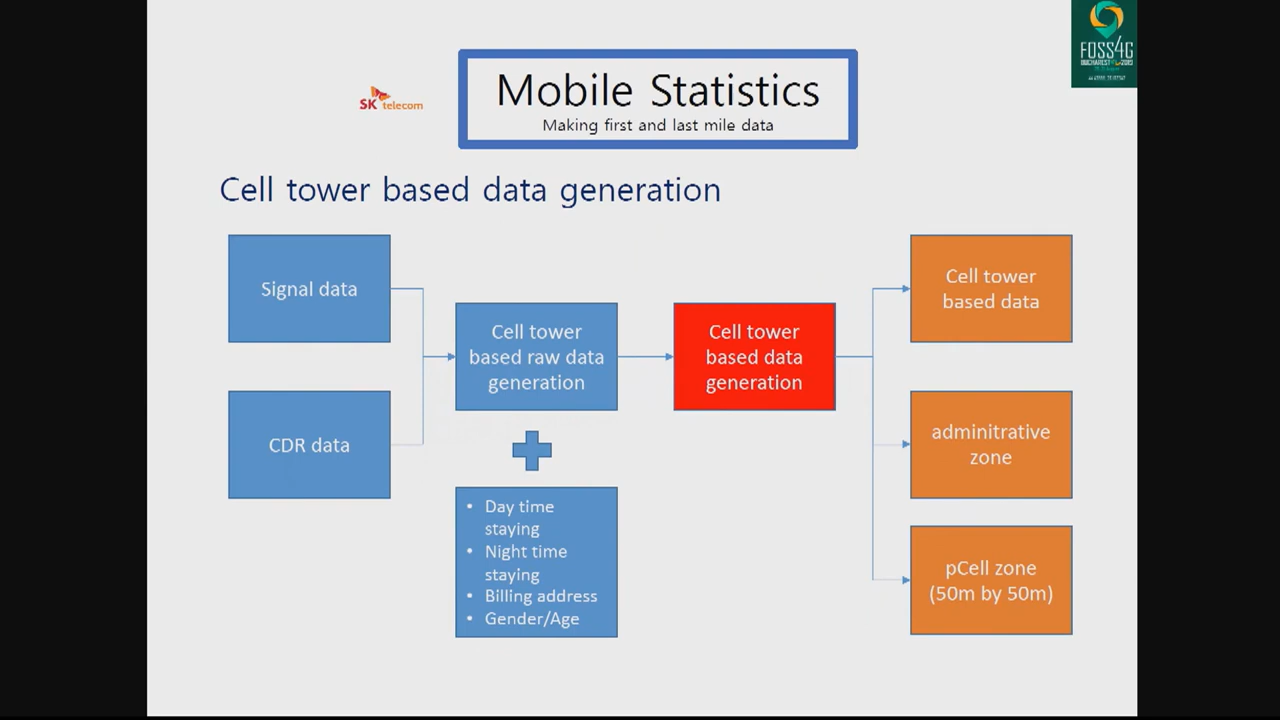 FOSS4G
BUCHAREST 2019
SK telecom
Mobile Statistics
Making first and last mile data
Cell tower based data generation
Signal data
CDR data
Cell tower
based raw data
generation
• Day time
staying
• Night time
staying
• Billing address
• Gender/Age
Cell tower
based data
generation
Cell tower
based data
adminitrative
zone
pCell zone
(50m by 50m)